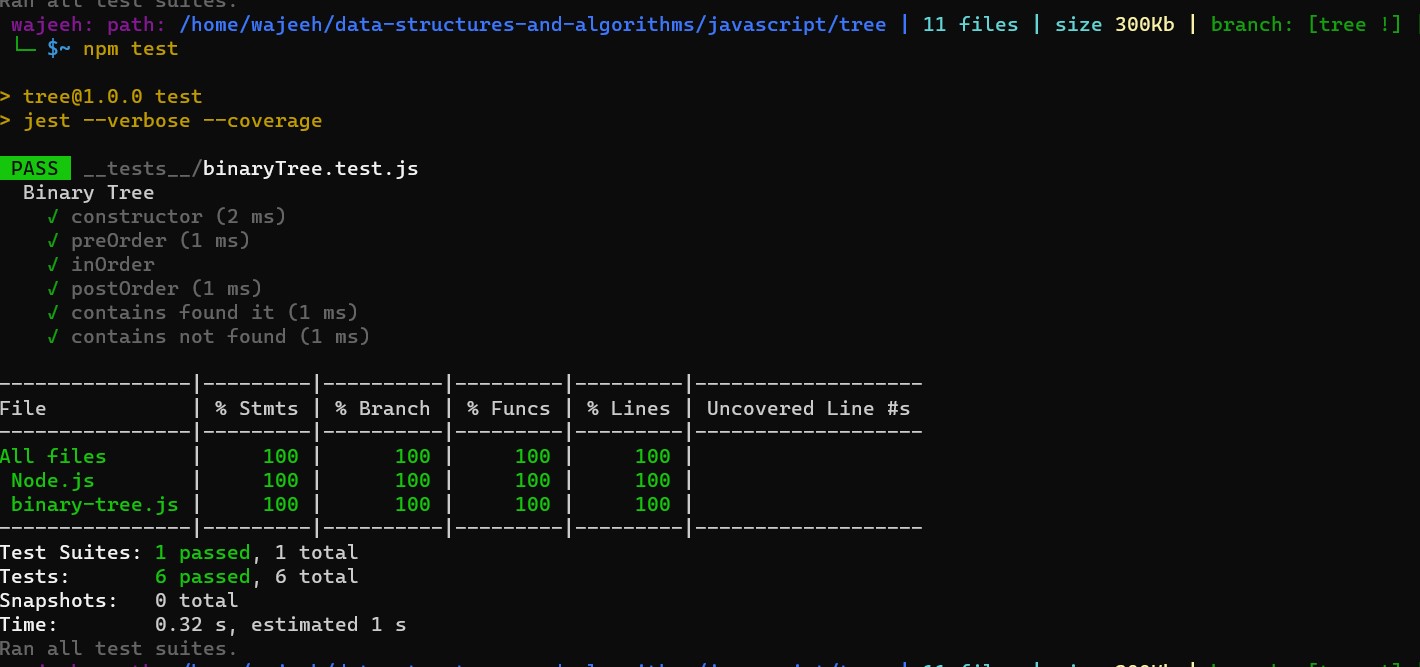 Ran all test suites.
wajeeh: path: /home/wajeeh/data-structures-and-algorithms/javascript/tree | 11 files | size 300Kb | branch: [tree !]
└─ $~ npm test
> tree@1.0.0 test
> jest --verbose --coverage
PASS __tests__/binaryTree.test.js
Binary Tree
√ constructor (2 ms)
√ preOrder (1 ms)
√ inOrder
√ postOrder (1 ms)
√ contains found it (1 ms)
√ contains not found (1 ms)
----------------|---------|----------|---------|---------|-------------------
File            | % Stmts | % Branch | % Funcs | % Lines | Uncovered Line #s
----------------|---------|----------|---------|---------|-------------------
All files       |     100 |      100 |     100 |     100 |
 Node.js        |     100 |      100 |     100 |     100 |
 binary-tree.js |     100 |      100 |     100 |     100 |
----------------|---------|----------|---------|---------|-------------------
Test Suites: 1 passed, 1 total
Tests:       6 passed, 6 total
Snapshots:   0 total
Time:        0.32 s, estimated 1 s
Ran all test suites.